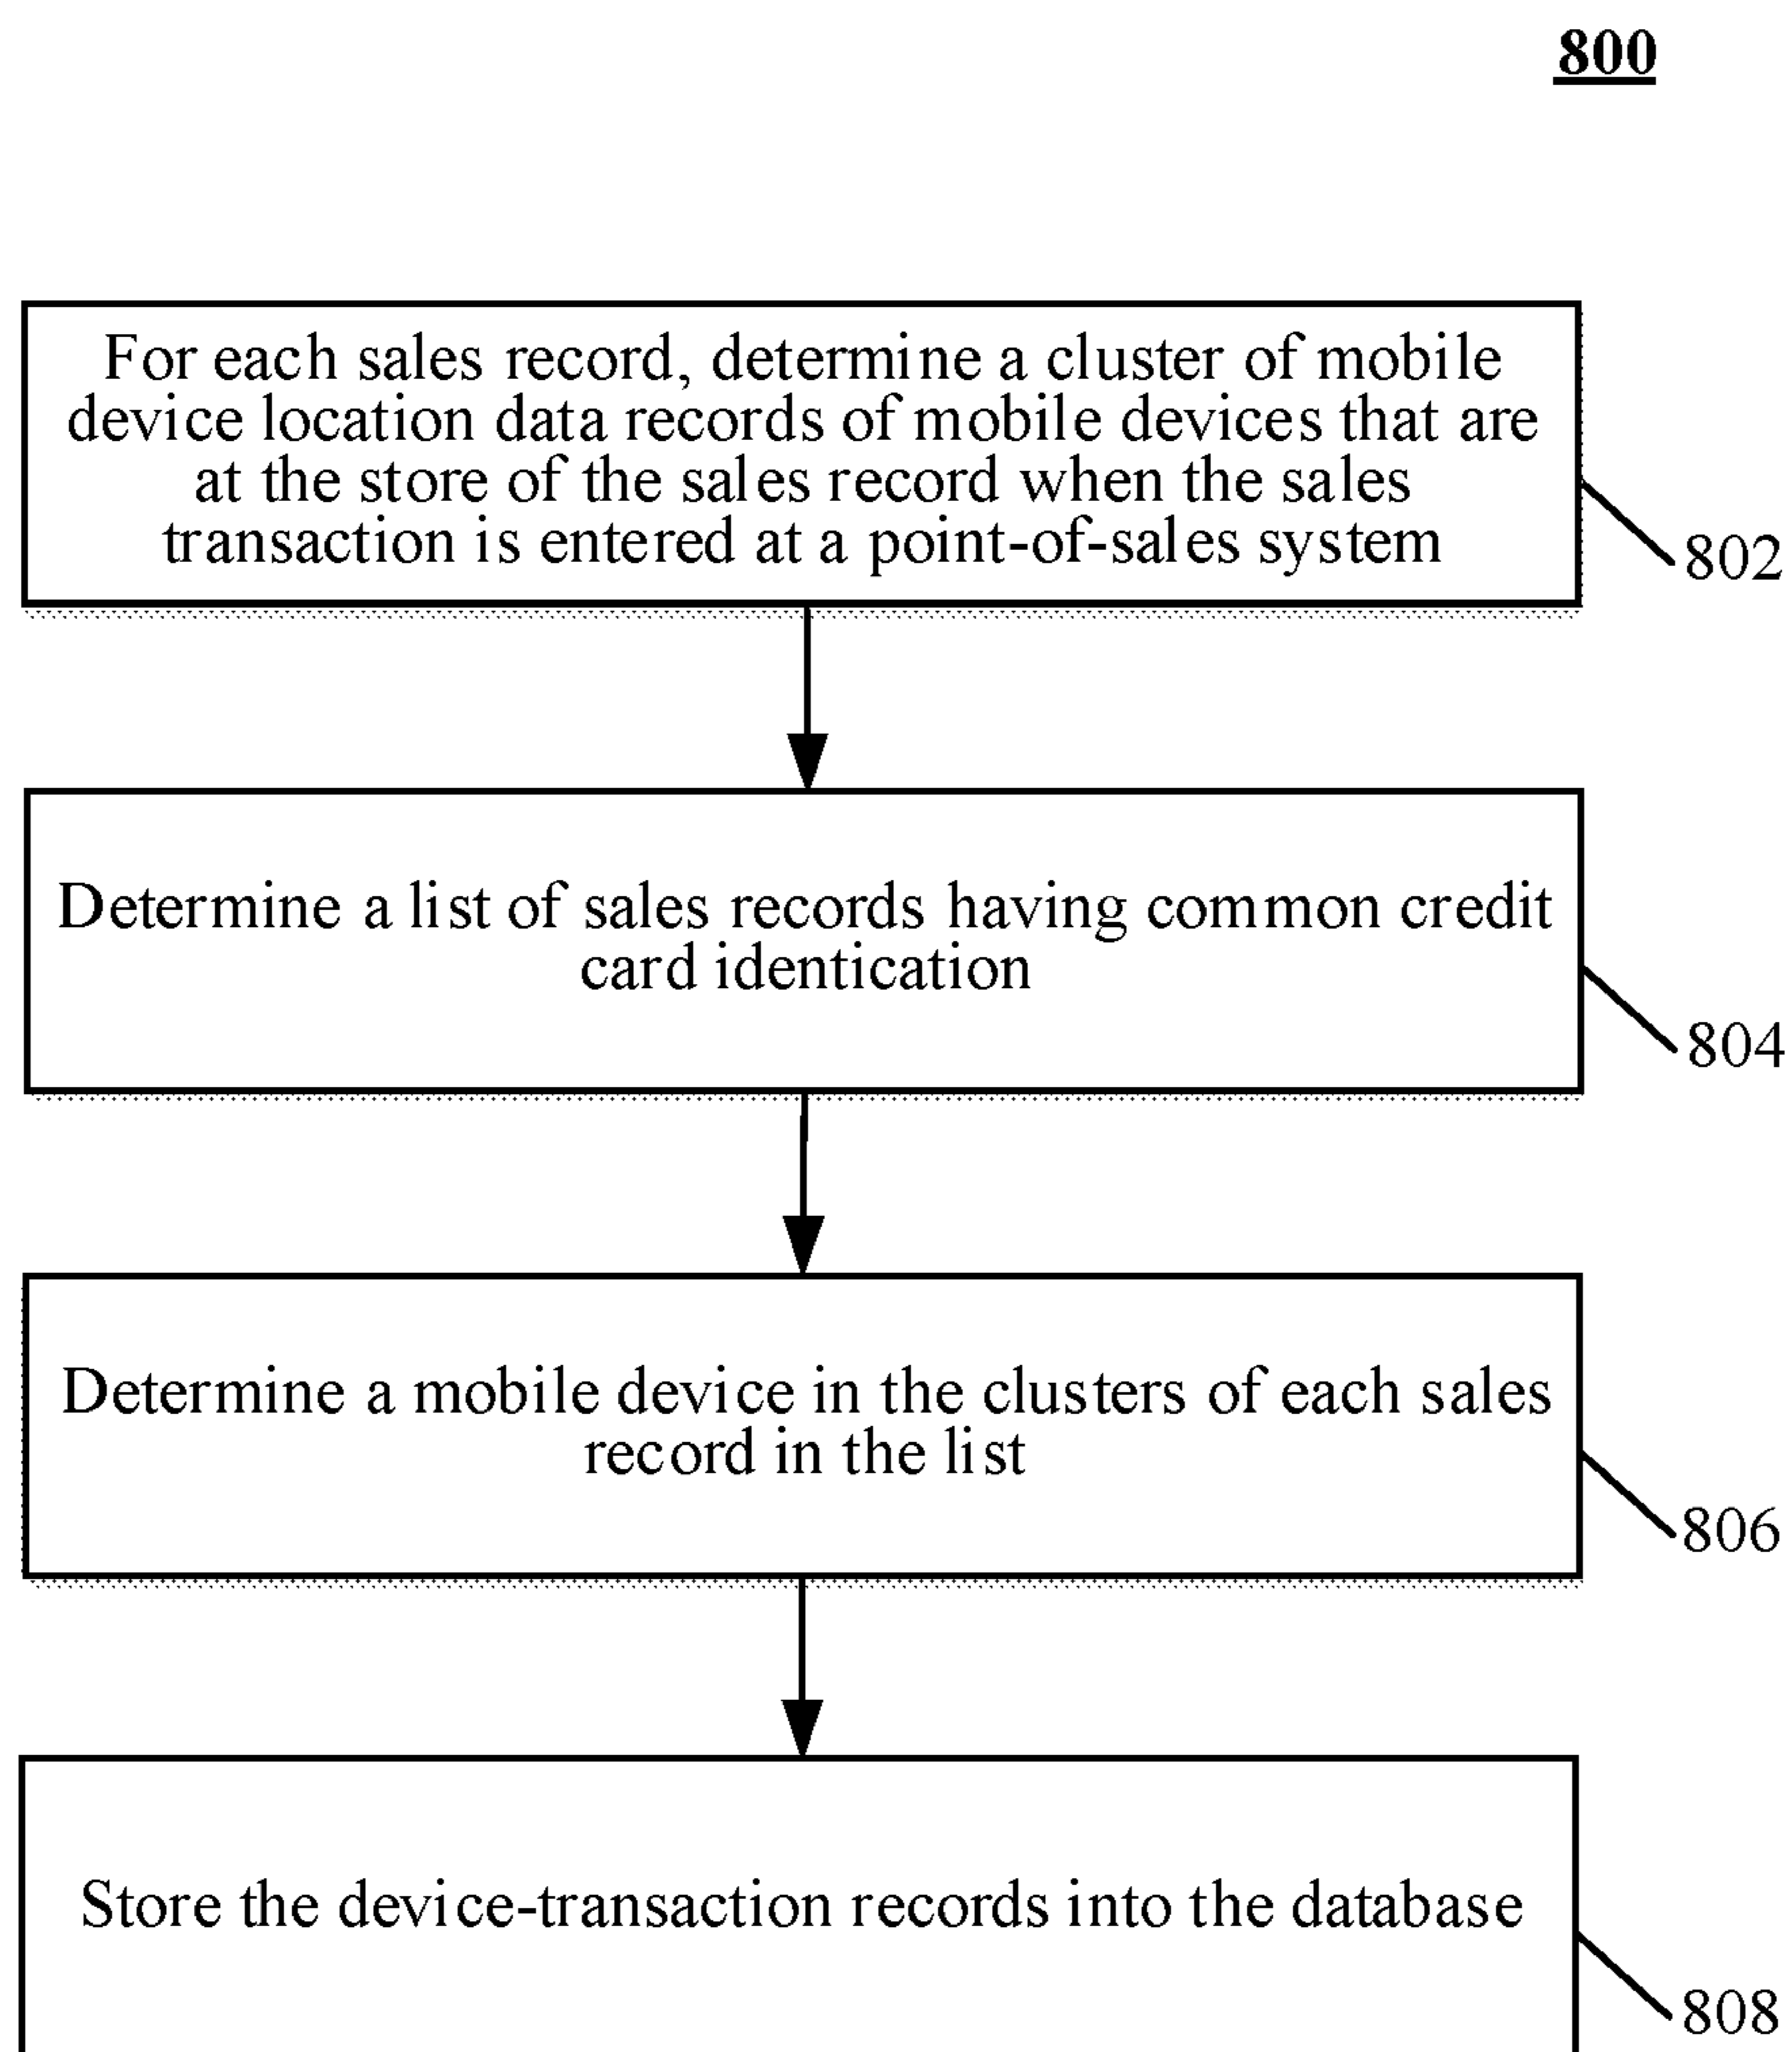 800
For each sales record, determine a cluster of mobile
device location data records of mobile devices that are
at the store of the sales record when the sales
transaction is entered at a point-of-sales system
802
Determine a list of sales records having common credit
card identication
804
Determine a mobile device in the clusters of each sales
record in the list
806
Store the device-transaction records into the database
808